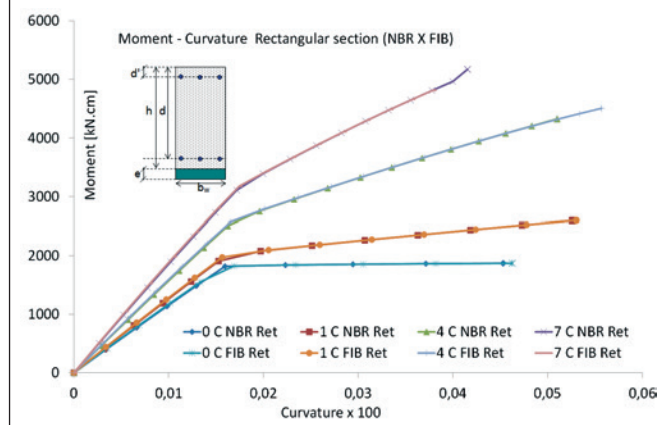 Moment - Curvature Rectangular section (NBR X FIB)
Moment [kN.cm]
6000
5000
4000
3000
2000
1000
0
d'
h
d
e
bw
0 C NBR Ret
1 C NBR Ret
4 C NBR Ret
7 C NBR Ret
0 C FIB Ret
1 C FIB Ret
4 C FIB Ret
7 C FIB Ret
0
0,01
0,02
0,03
0,04
0,05
0,06
Curvature x 100